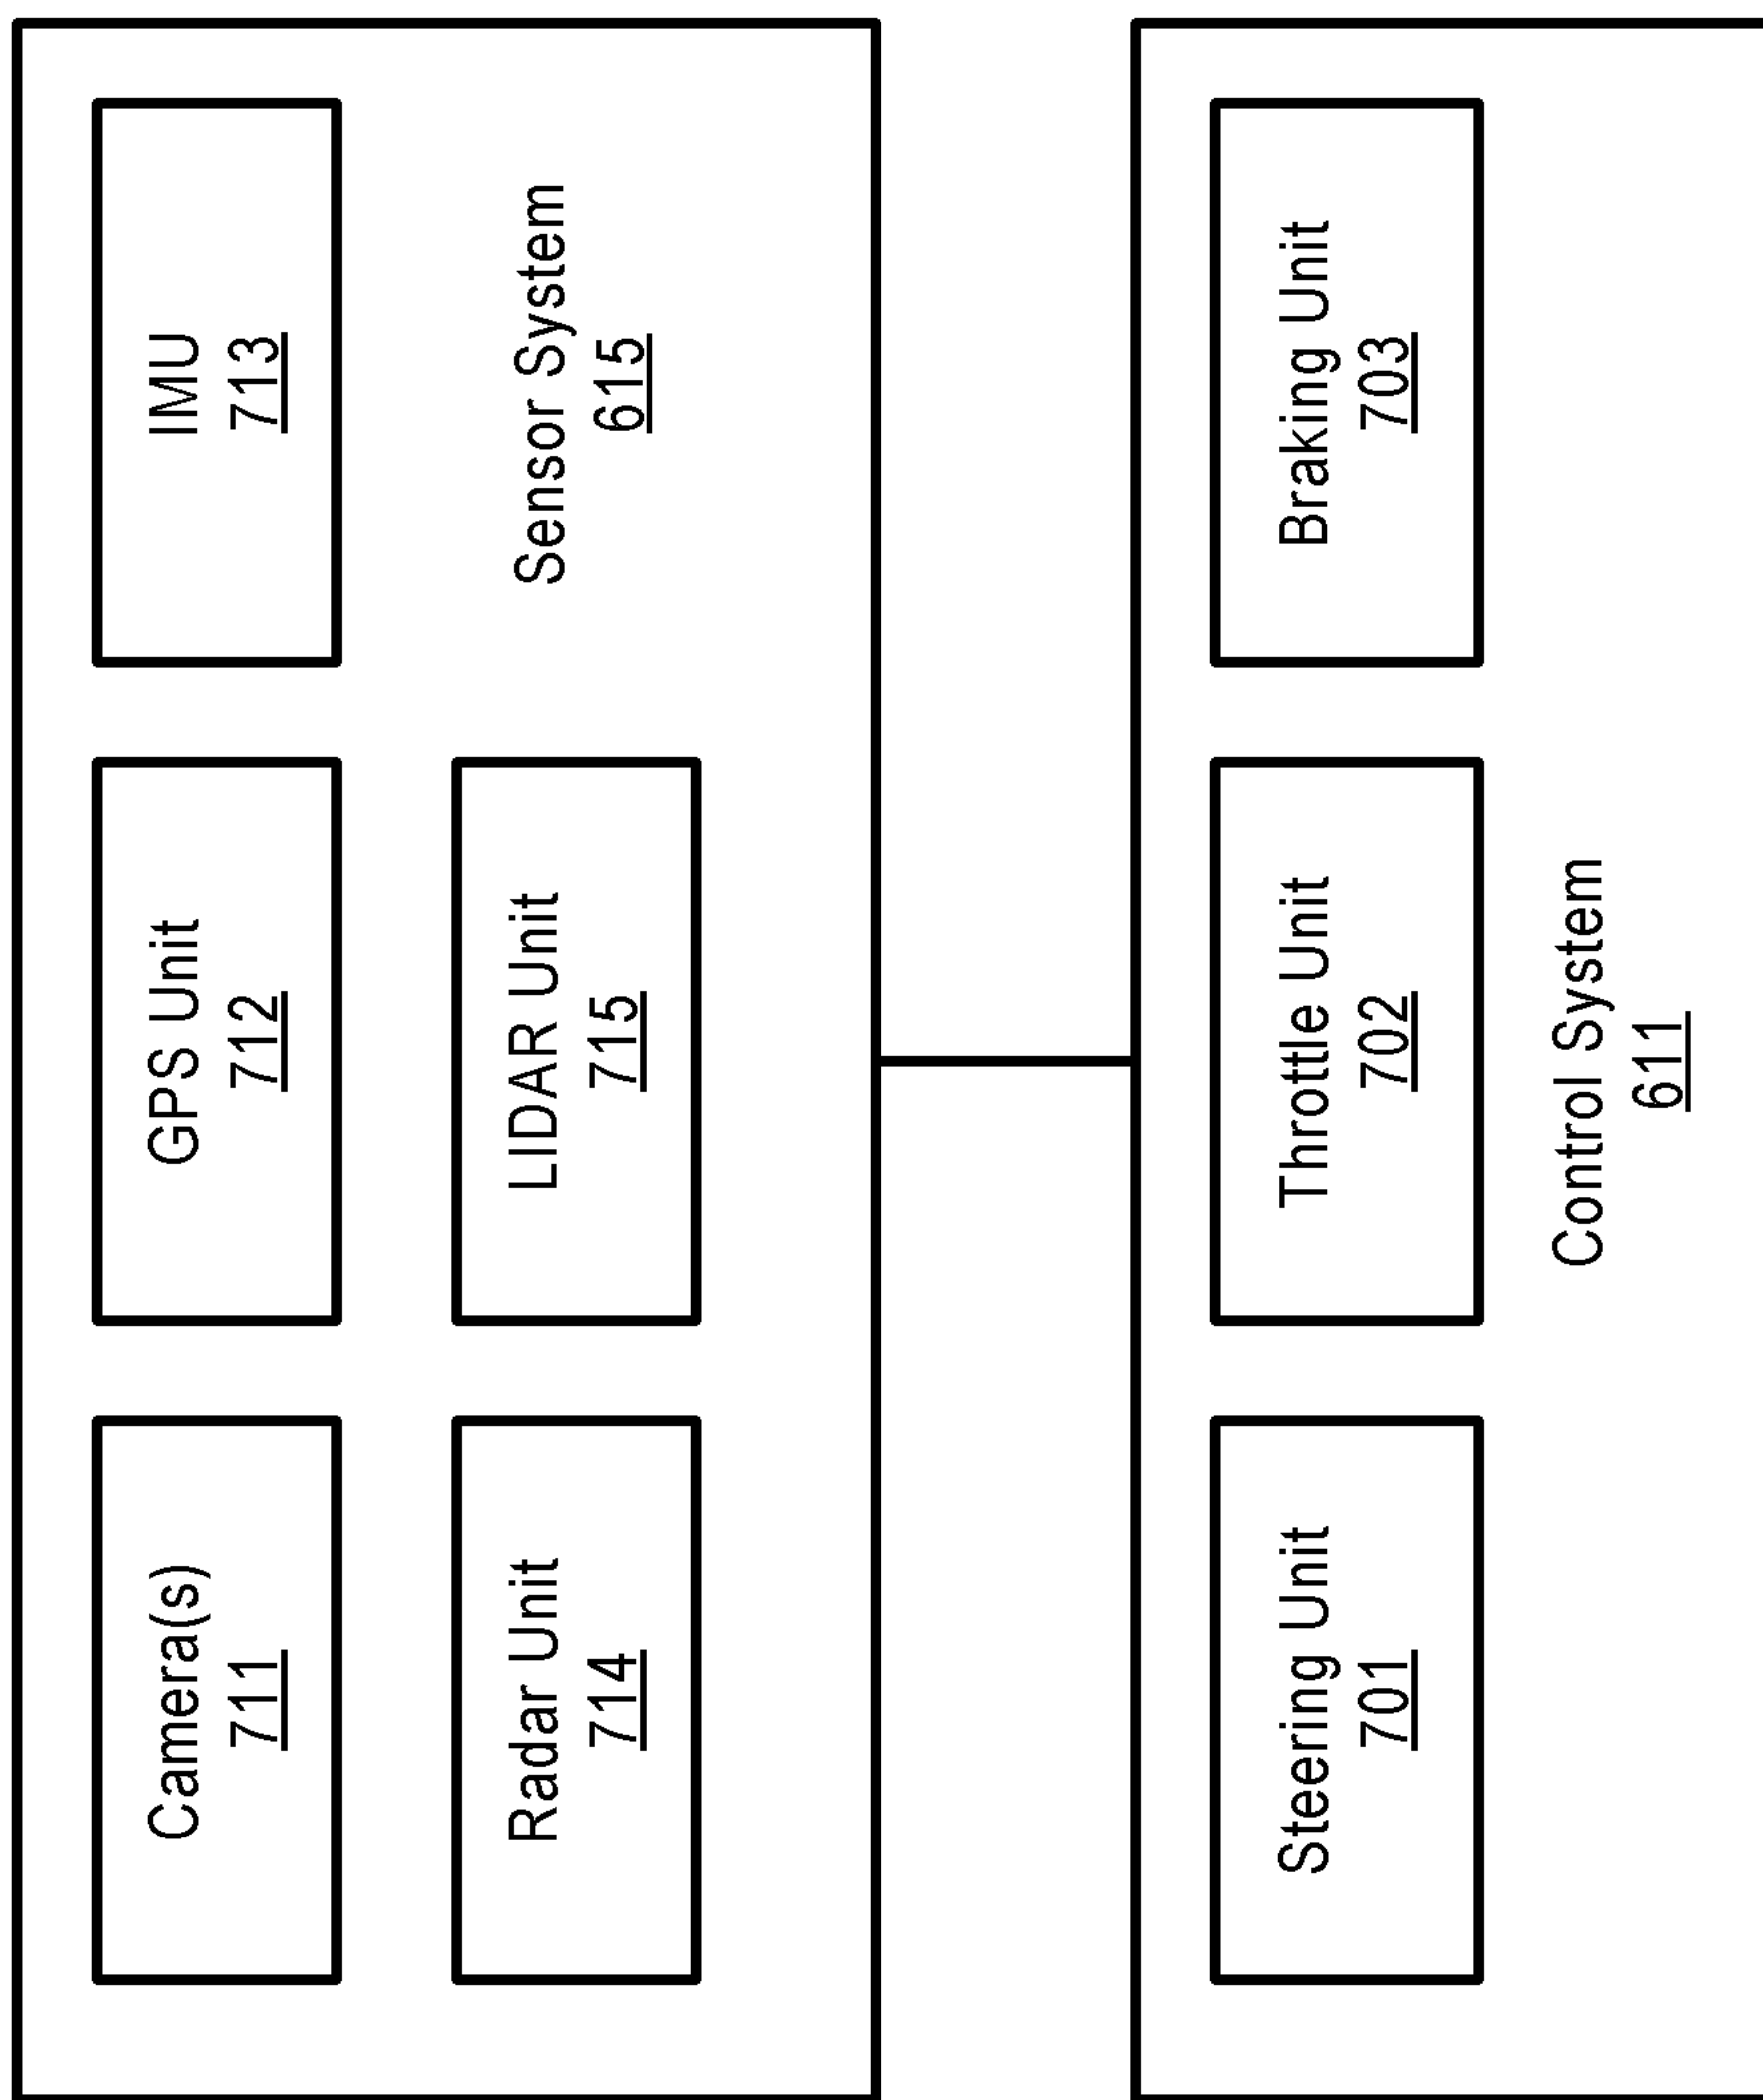 Camera(s)
711
GPS Unit
712
IMU
713
Radar Unit
714
LIDAR Unit
715
Sensor System
615
Steering Unit
701
Throttle Unit
702
Braking Unit
703
Control System
611